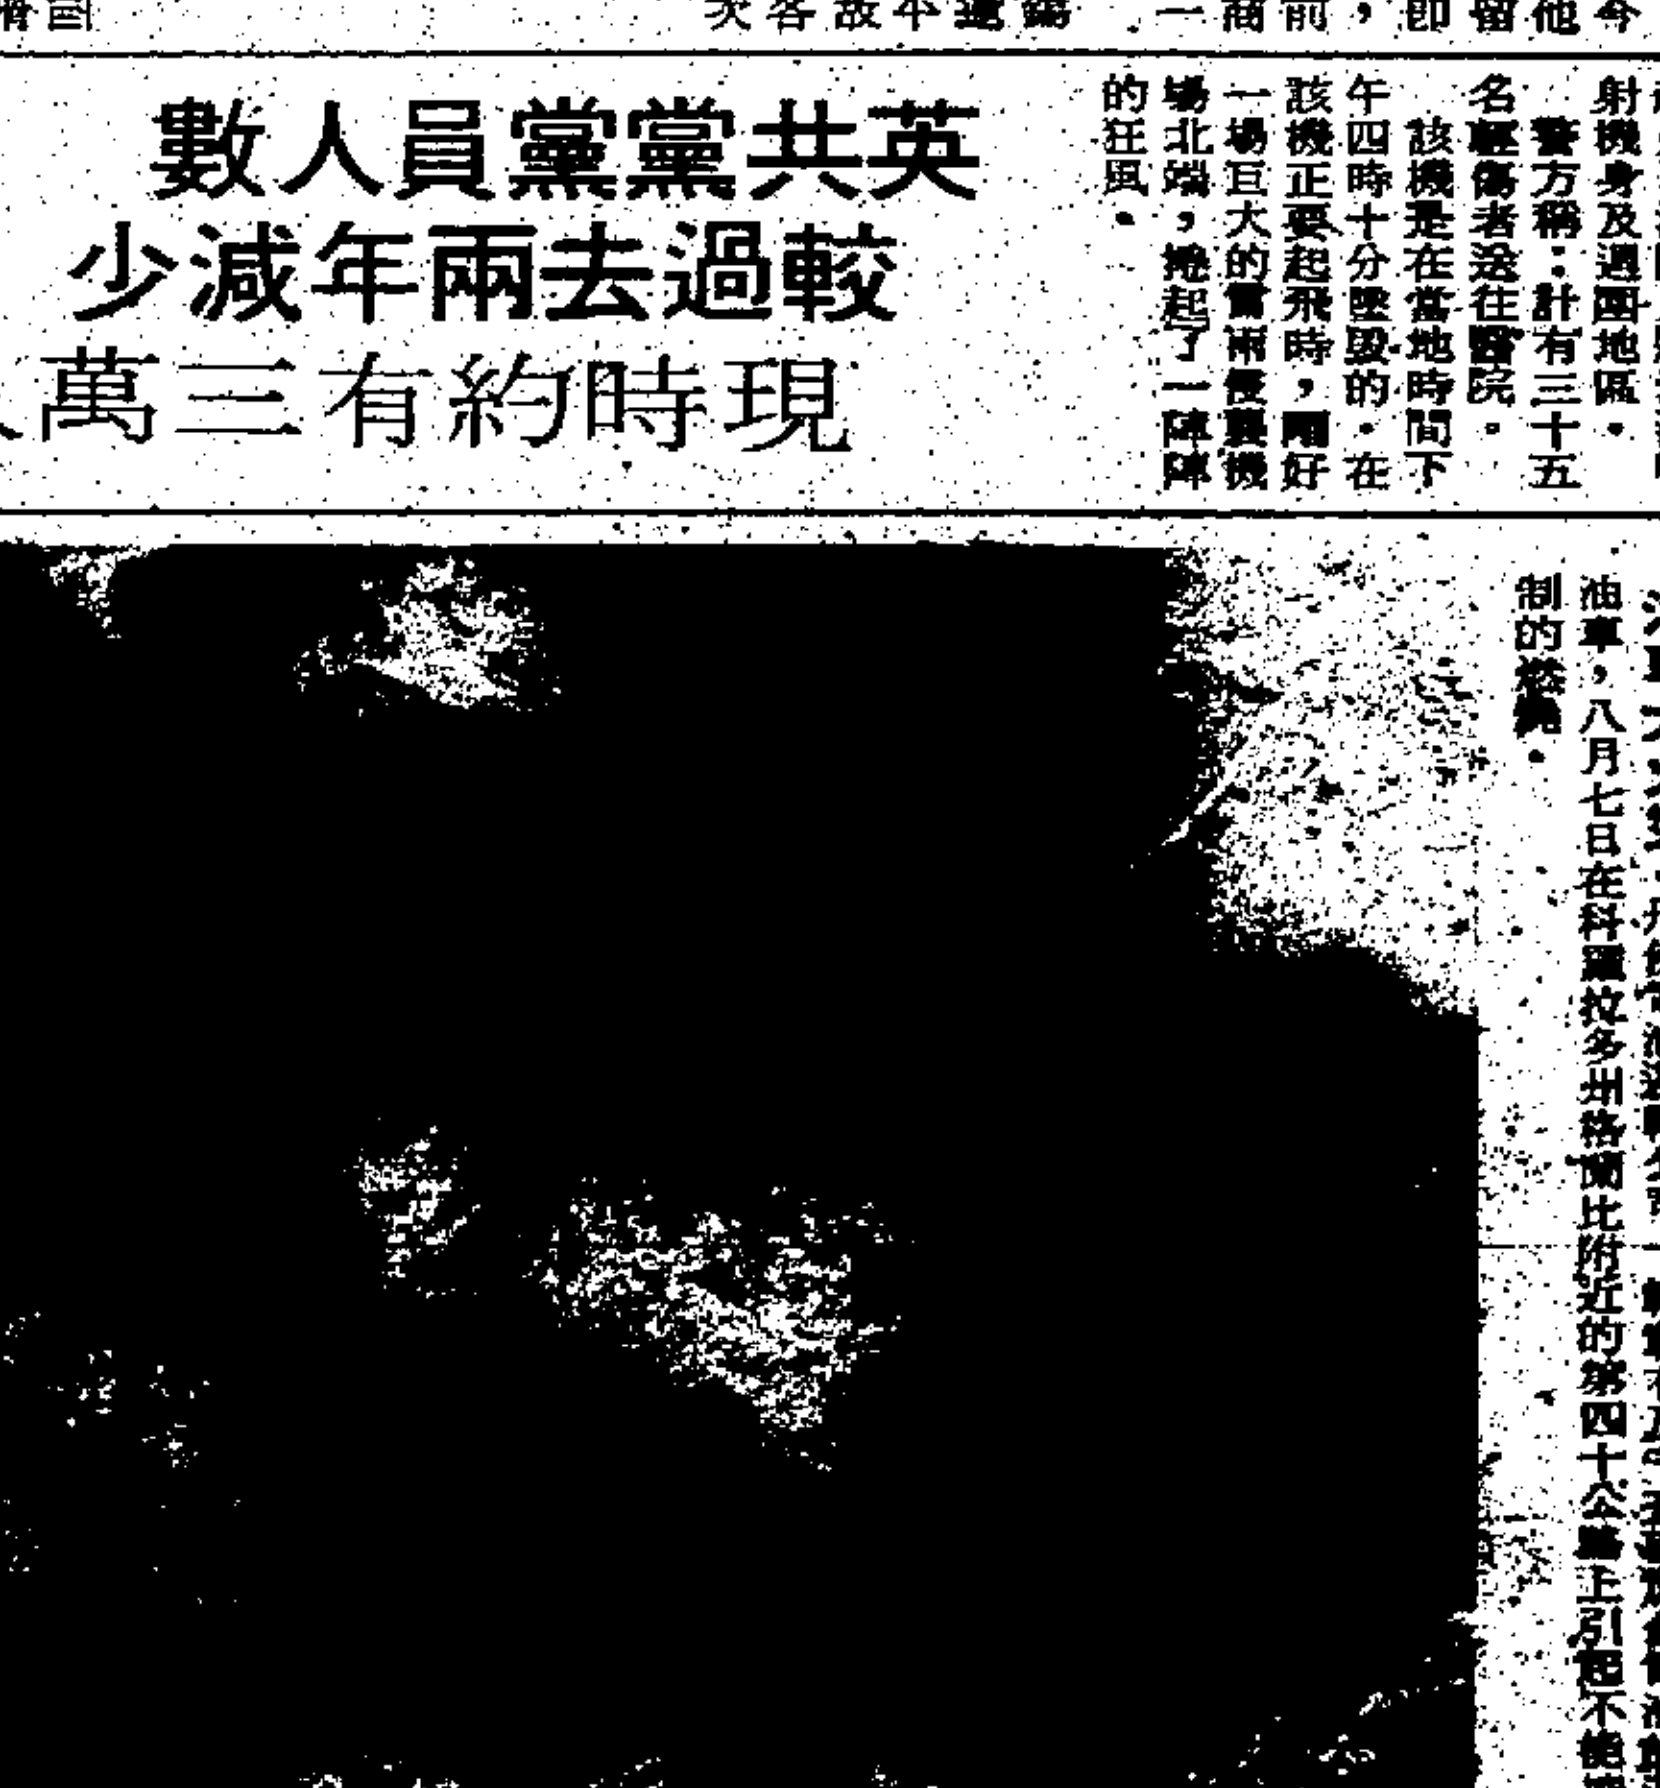 射機身及週圍地區。
警方稱：計有三十五
名輕傷者送往醫院。
該機是在當地時間下
午四時十分墜毀的。在
該機正要起飛時，剛好
一場巨大的雷雨侵襲機
場北端，捲起了一陣陣
的狂風。
英共黨黨員人數
較過去兩年減少
現時約有三萬
油車，八月七日在科羅拉多州格蘭比附近的第四十公路上引起不能
制的燃燒。